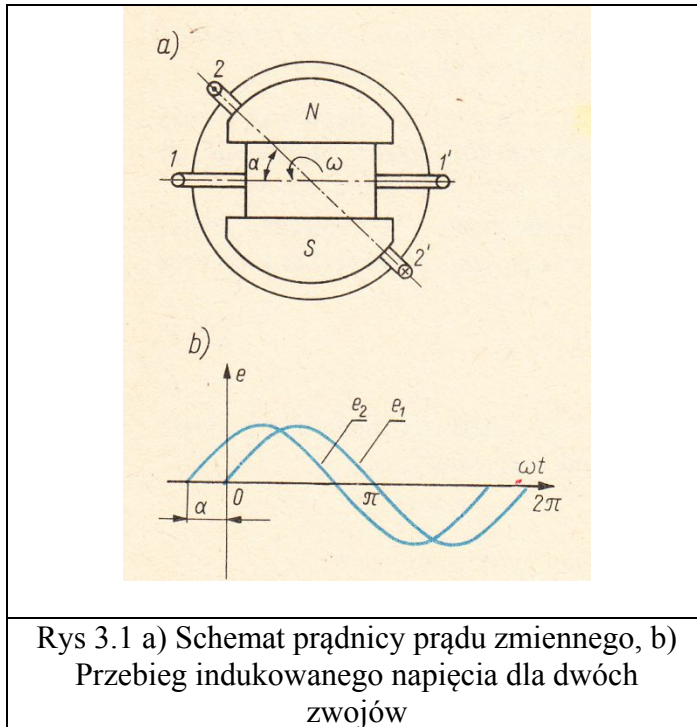 a)
2
N
1
α
ω
1'
S
2'
b)
e
e₂ e₁
ωt
α
0 π 2π
Rys 3.1 a) Schemat prądnicy prądu zmiennego, b)
Przebieg indukowanego napięcia dla dwóch
zwojów